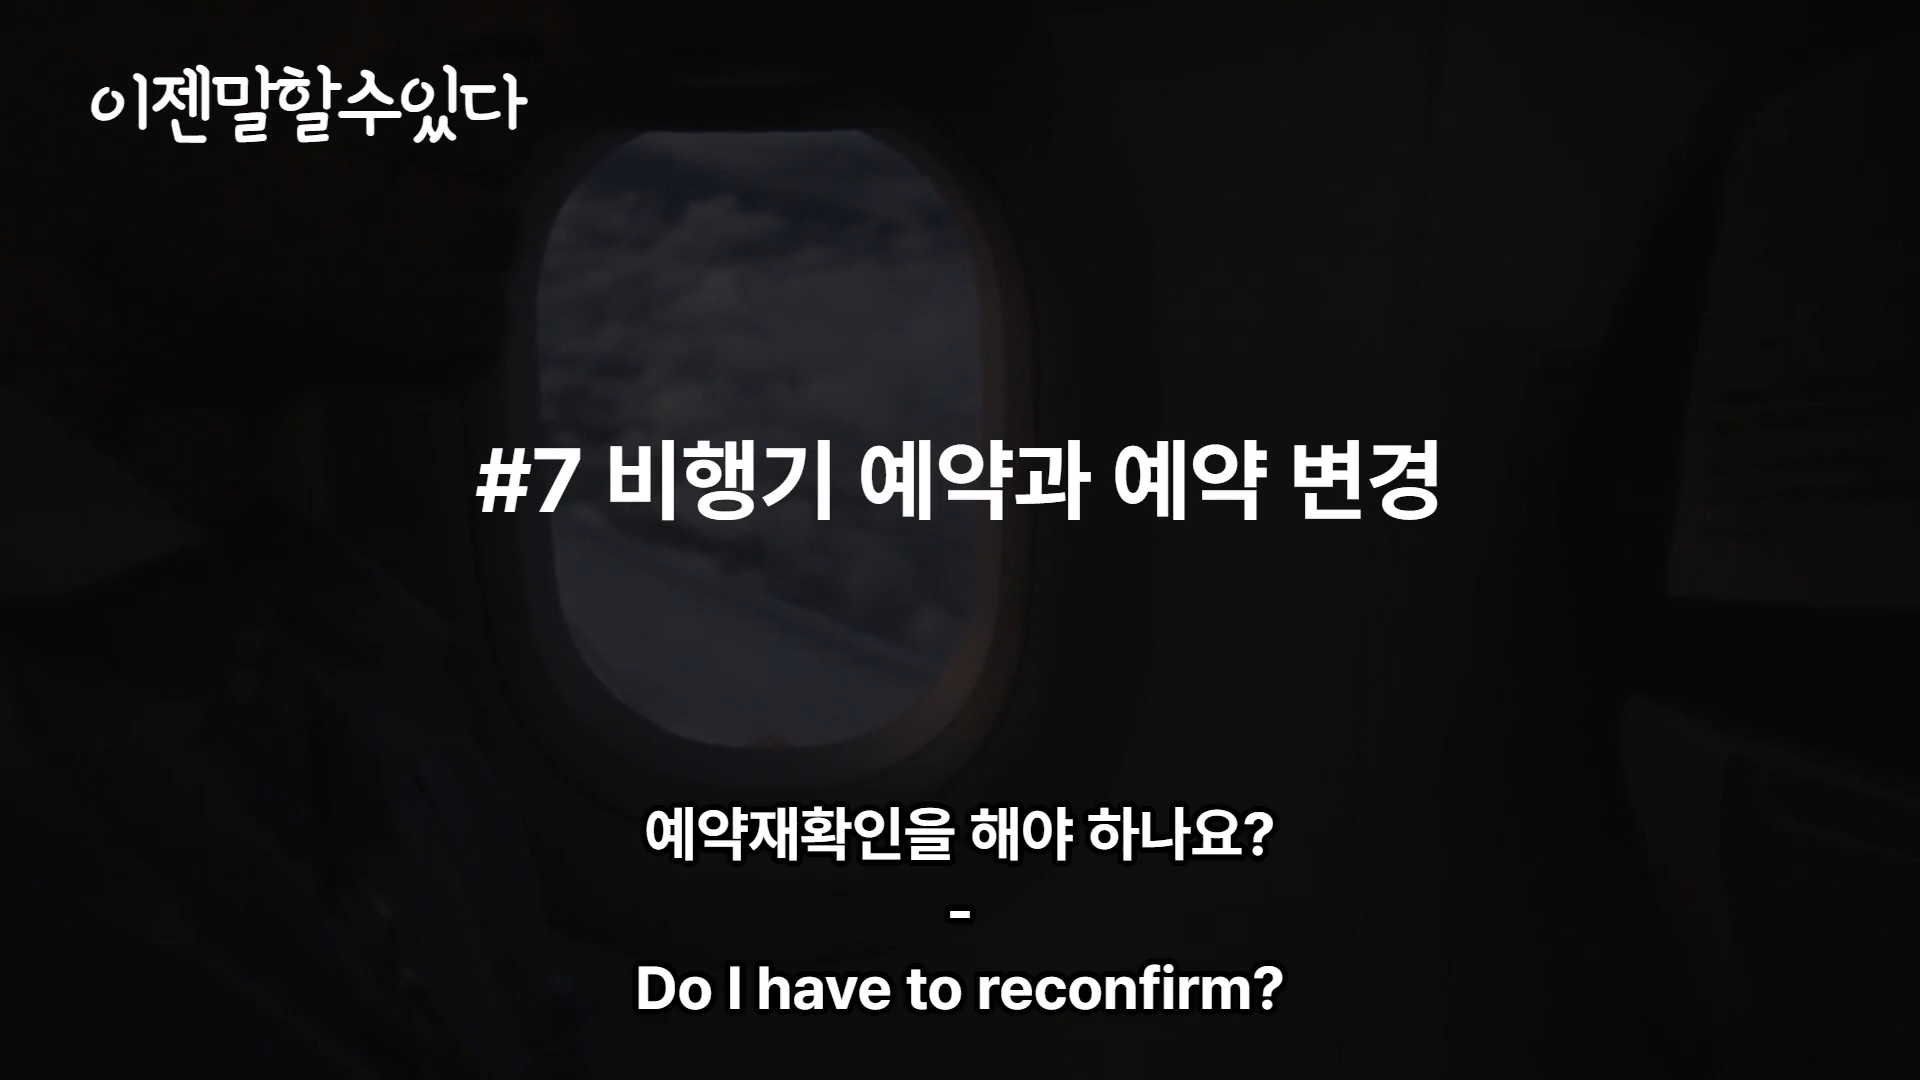 이젠말할수있다
#7 비행기 예약과 예약 변경
예약재확인을 해야 하나요?
-
Do I have to reconfirm?